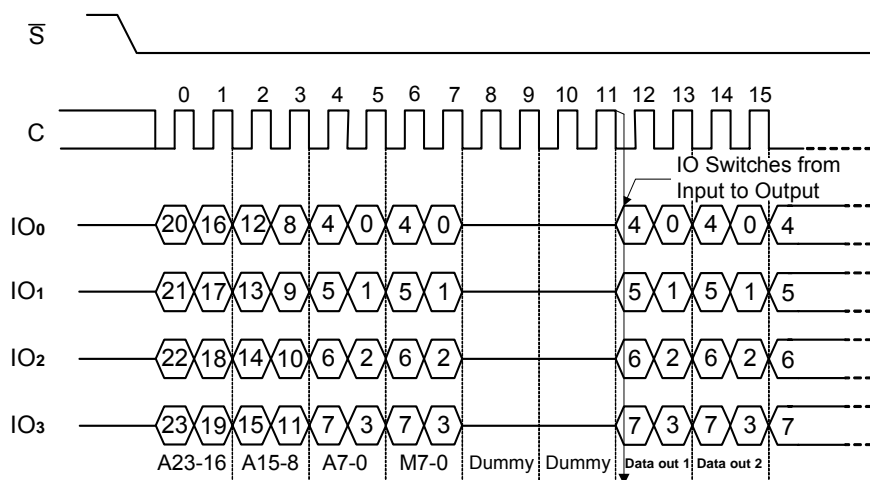 S
0 1 2 3 4 5 6 7 8 9 10 11 12 13 14 15
C
IO Switches from
Input to Output
IO0 20 16 12 8 4 0 4 0 4 0 4 0 4
IO1 21 17 13 9 5 1 5 1 5 1 5 1 5
IO2 22 18 14 10 6 2 6 2 6 2 6 2 6
IO3 23 19 15 11 7 3 7 3 7 3 7 3 7
A23-16 A15-8 A7-0 M7-0 Dummy Dummy Data out 1 Data out 2